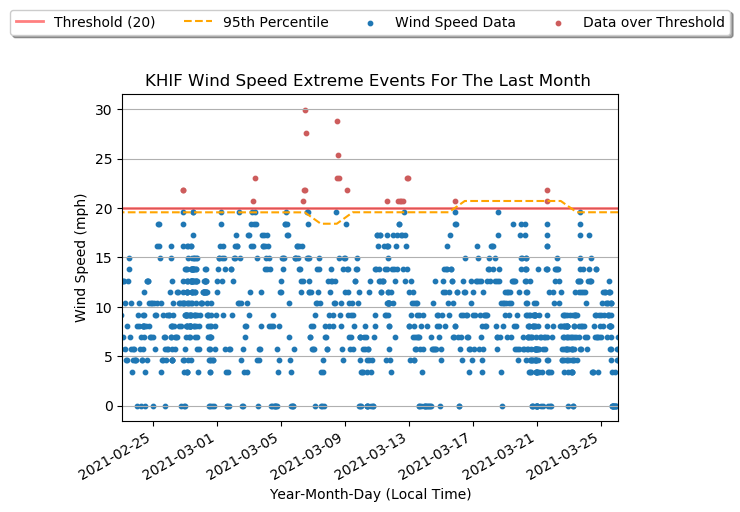 Threshold (20) 95th Percentile Wind Speed Data Data over Threshold
KHIF Wind Speed Extreme Events For The Last Month
30
25
20
15
10
5
0
Wind Speed (mph)
2021-02-25 2021-03-01 2021-03-05 2021-03-09 2021-03-13 2021-03-17 2021-03-21 2021-03-25
Year-Month-Day (Local Time)